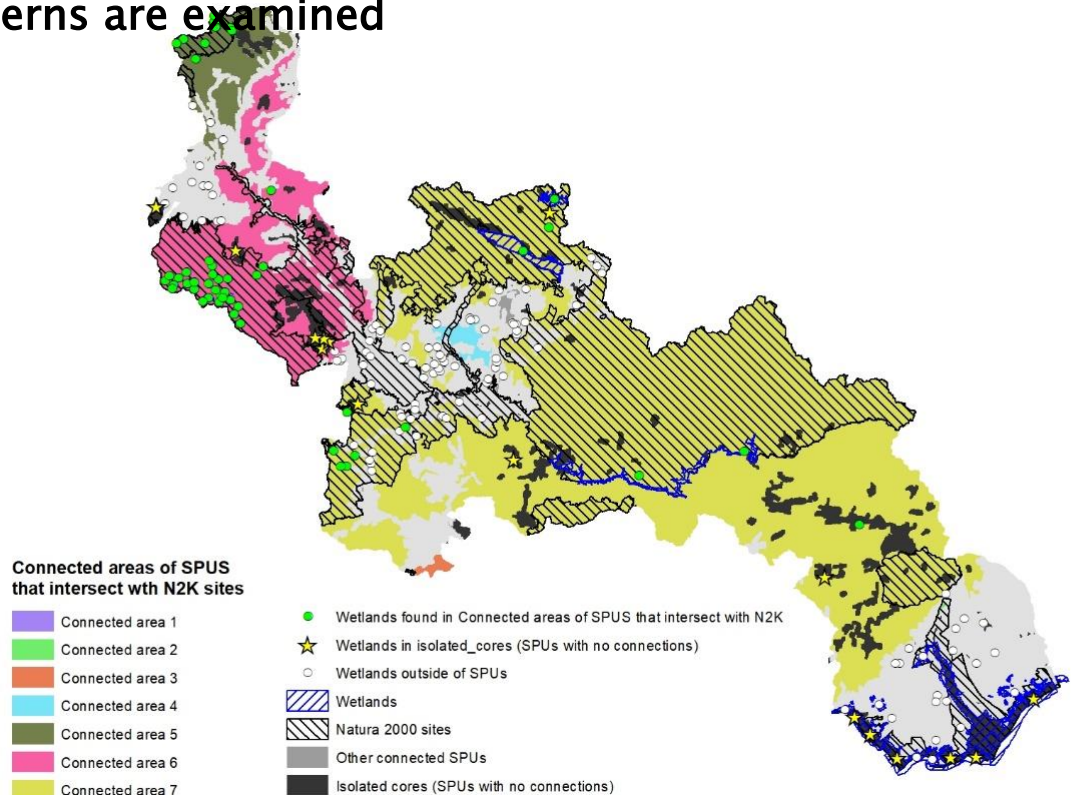 erns are examined
Connected areas of SPUS
that intersect wth N2K sites
Connected area 1
Connected area 2
Connected area 3
Connected area 4
Connected area 5
Connected area 6
Connected area 7
Wetlands found in Connected areas of SPUS that intersect with N2K
Wetlands in isolated_cores (SPUs with no connections)
Wetlands outside of SPUs
Wetlands
Natura 2000 sites
Other connected SPUs
Isolated cores (SPUs with no connections)